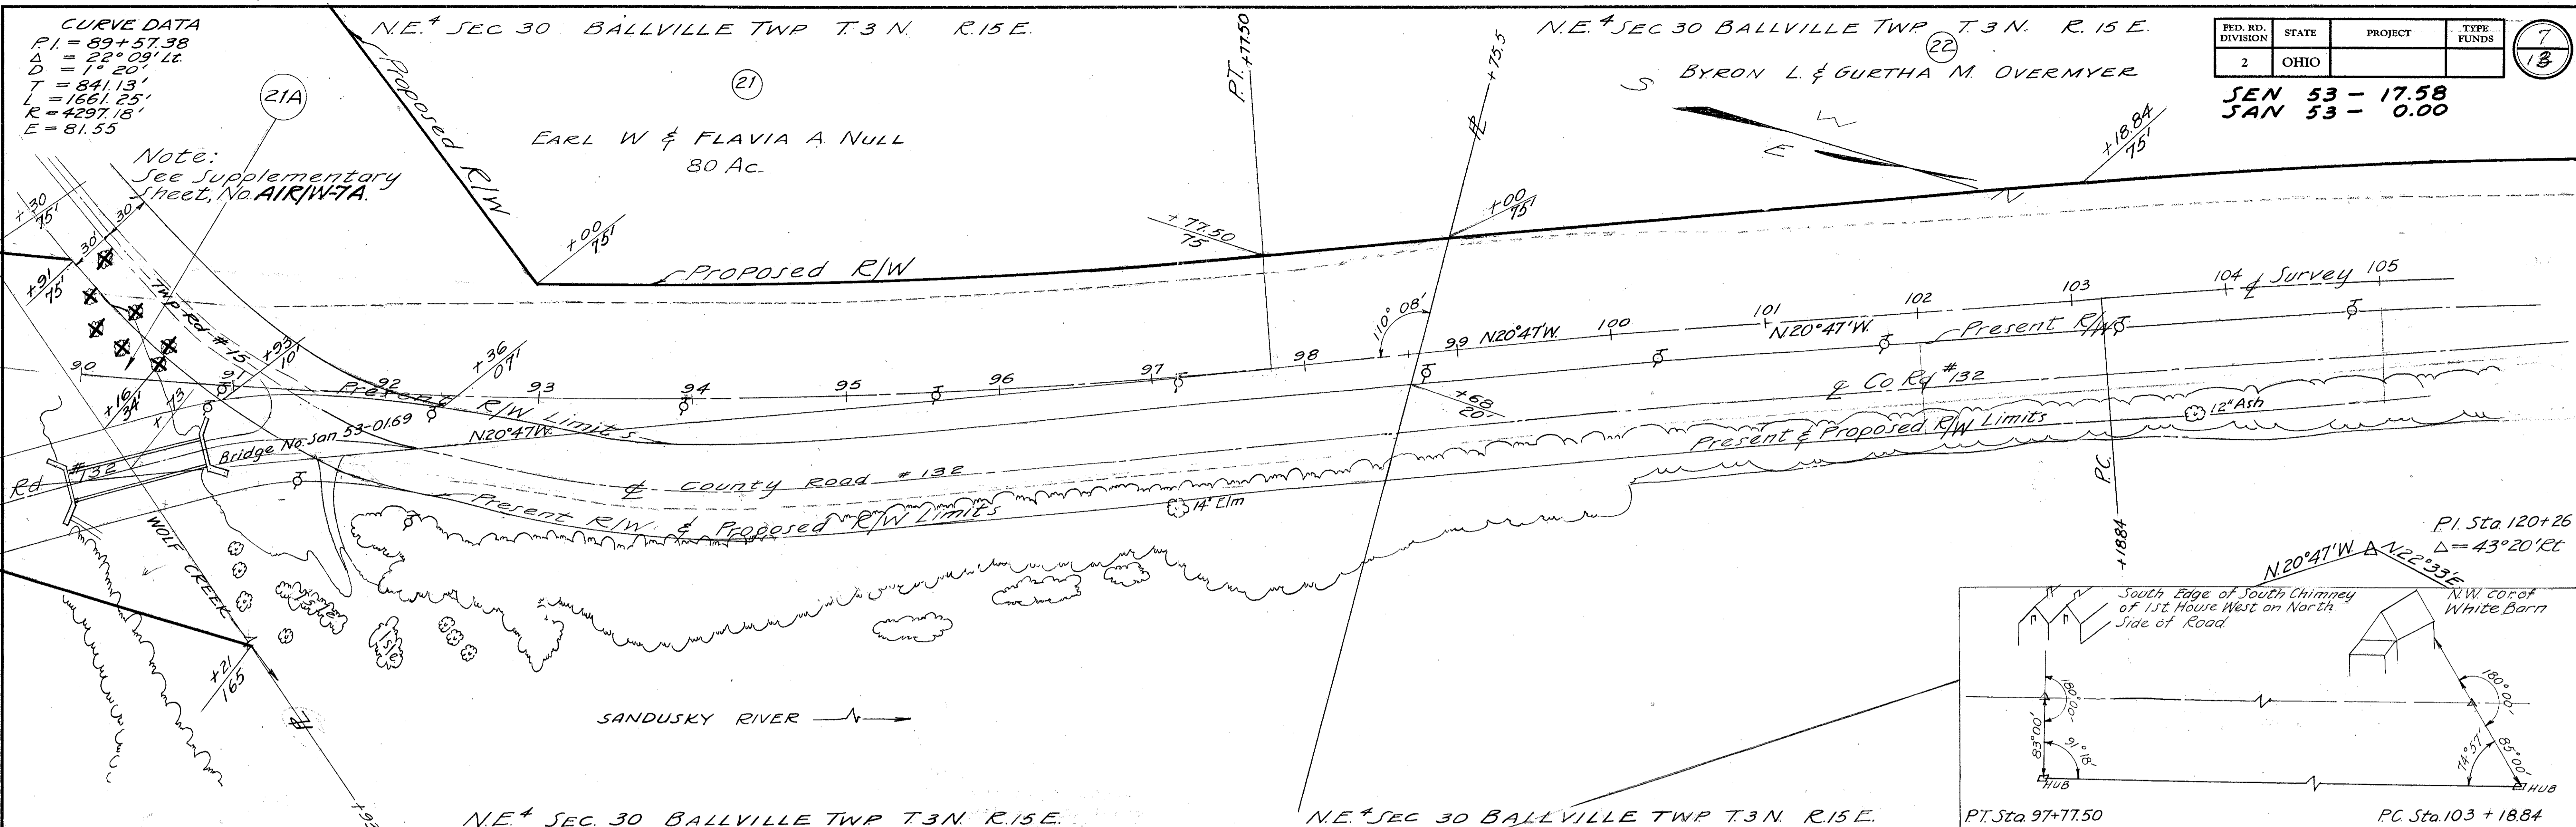 CURVE DATA
P.I. = 89+57.38
Δ = 22° 09' Lt.
D = 1° 20'
T = 841.13'
L = 1661.25'
R = 4297.18'
E = 81.55
N.E.⁴ SEC 30 BALLVILLE TWP T.3 N. R.15 E.
P.T. +77.50
N.E.⁴ SEC 30 BALLVILLE TWP T.3 N. R.15 E.
22
BYRON L. & GURTHA M. OVERMYER
FED. RD. DIVISION STATE PROJECT TYPE FUNDS
2 OHIO
7
13
SEN 53 - 17.58
SAN 53 - 0.00
21A
21
EARL W & FLAVIA A NULL
80 Ac.
Proposed R/W
+75.5
PL
S
W
E
N
+18.84
75'
Note:
See Supplementary
Sheet, No. AIR/W-7A.
+30
75'
30'
30'
+91
75'
+00
75'
+77.50
75
+00
75'
Proposed R/W
TWP Rd #15
+93
10'
+36
07'
110° 08'
90
91
92
93
94
95
96
97
98
99
N.20°47'W.
100
101
N.20°47'W.
102
103
104
₵ Survey
105
Present R/W
+16
34'
+73
Present R/W Limits
N.20°47'W.
Bridge No. San 53-01.69
+68
20'
₵ Co. Rd #132
12" Ash
Present & Proposed R/W Limits
Rd #132
₵ County Road #132
Present R/W & Proposed R/W Limits
14" Elm
P.C. +18.84
WOLF CREEK
Isle
Isle
+21
165
PL
SANDUSKY RIVER
P.I. Sta. 120+26
Δ = 43°20' Rt
N.20°47'W. Δ N.22°33'E.
South Edge of South Chimney
of 1st House West on North
Side of Road
N.W. cor of
White Barn
180°00'
83°00'
91°18'
HUB
180°00'
74°57'
85°00'
HUB
N.E.⁴ SEC. 30 BALLVILLE TWP. T.3 N. R.15 E.
N.E.⁴ SEC 30 BALLVILLE TWP. T.3 N. R.15 E.
P.T. Sta. 97+77.50
P.C. Sta. 103 + 18.84